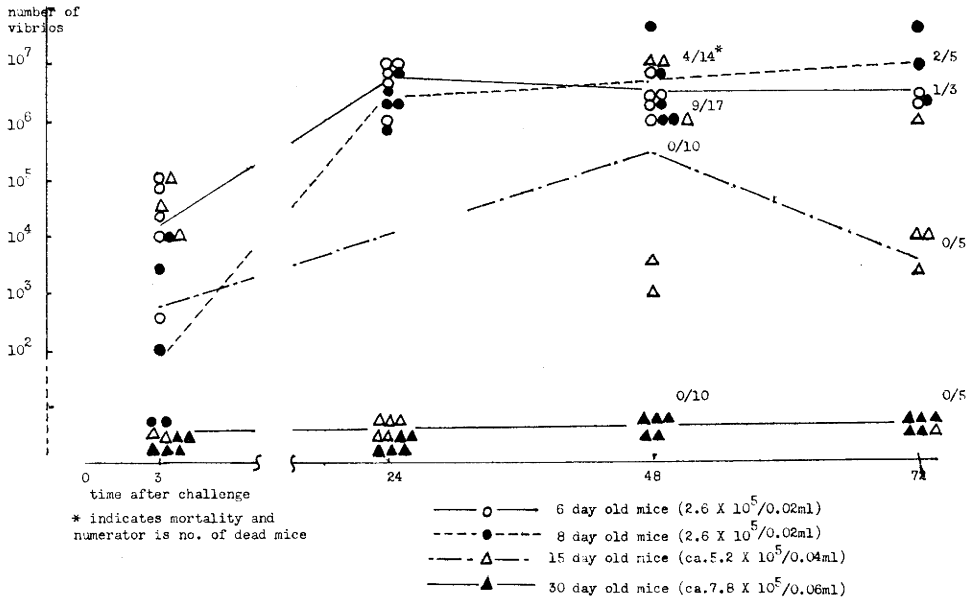 number of
vibrios
10⁷
4/14*
2/5
1/3
9/17
10⁶
0/10
10⁵
10⁴
0/5
10³
10²
0/10
0/5
0
3
24
48
72
time after challenge
* indicates mortality and
numerator is no. of dead mice
6 day old mice (2.6 X 10⁵/0.02ml)
8 day old mice (2.6 X 10⁵/0.02ml)
15 day old mice (ca.5.2 X 10⁵/0.04ml)
30 day old mice (ca.7.8 X 10⁵/0.06ml)